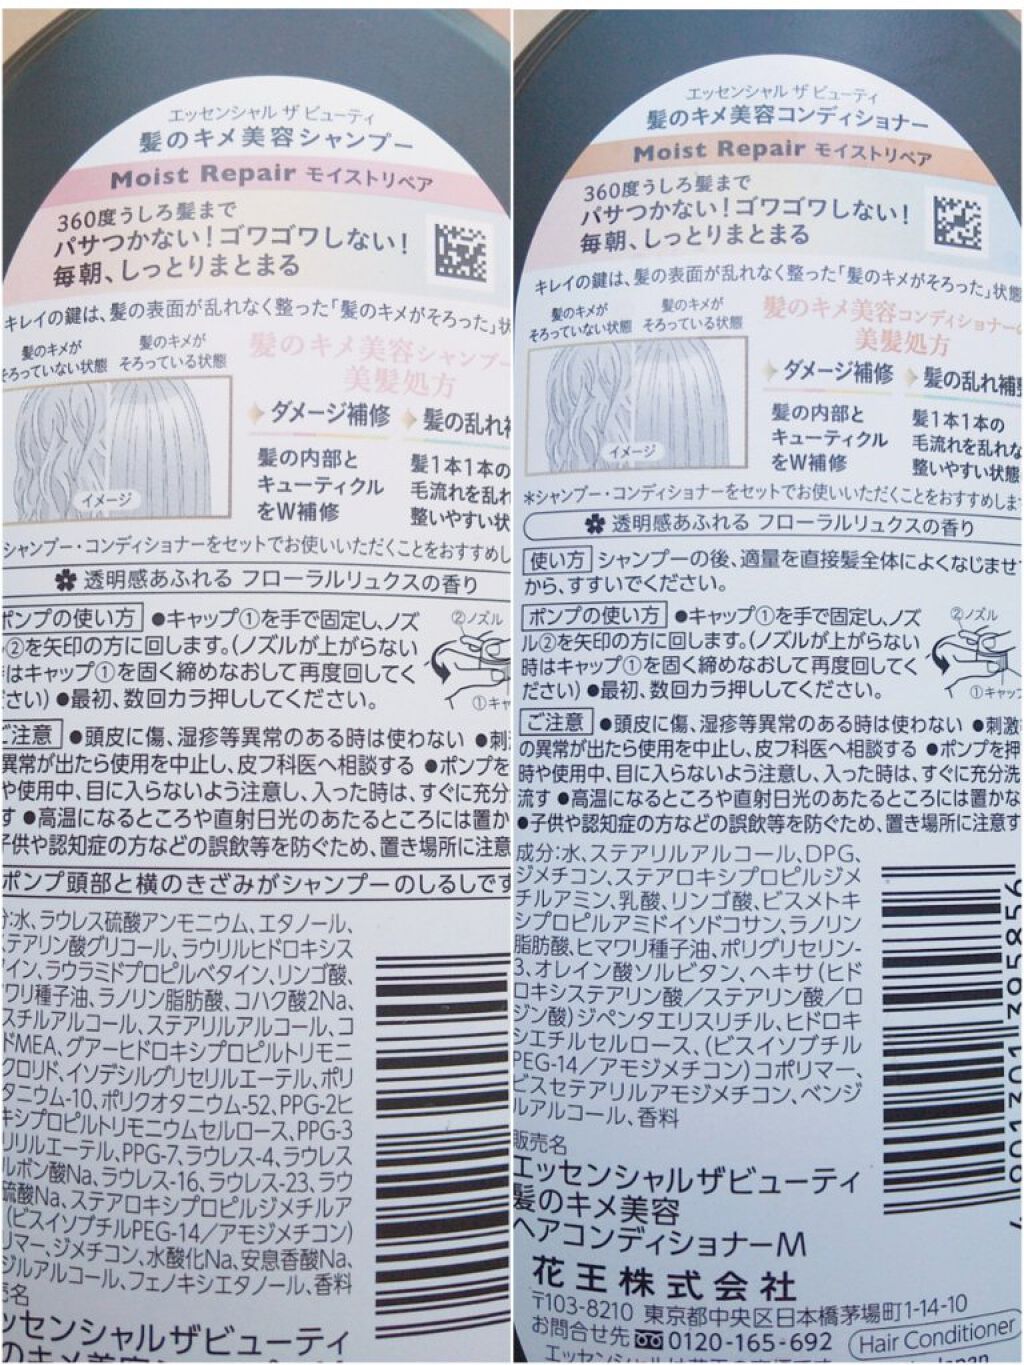 エッセンシャル ザ ビューティ
髪のキメ美容シャンプー
Moist Repair モイストリペア
360度うしろ髪まで
パサつかない！ゴワゴワしない！
毎朝、しっとりまとまる
キレイの鍵は、髪の表面が乱れなく整った「髪のキメがそろった」状
髪のキメが
そろっていない状態
髪のキメが
そろっている状態
イメージ
髪のキメ美容シャンプー
美髪処方
ダメージ補修
髪の内部と
キューティクル
をW補修
髪の乱れ補
髪1本1本の
毛流れを乱れ
整いやすい状
シャンプー・コンディショナーをセットでお使いいただくことをおすすめし
透明感あふれる フローラルリュクスの香り
ポンプの使い方 ●キャップ①を手で固定し、ノズ
②を矢印の方に回します。(ノズルが上がらない
はキャップ①を固く締めなおして再度回してく
ださい) ●最初、数回カラ押ししてください。
②ノズル
①キャ
ご注意 ●頭皮に傷、湿疹等異常のある時は使わない ●刺
異常が出たら使用を中止し、皮フ科医へ相談する ●ポンプを
や使用中、目に入らないよう注意し、入った時は、すぐに充分
す ●高温になるところや直射日光のあたるところには置か
子供や認知症の方などの誤飲等を防ぐため、置き場所に注意
ポンプ頭部と横のきざみがシャンプーのしるしです
分:水、ラウレス硫酸アンモニウム、エタノール、
ステアリン酸グリコール、ラウリルヒドロキシス
イン、ラウラミドプロピルベタイン、リンゴ酸、
ワリ種子油、ラノリン脂肪酸、コハク酸2Na、
スチルアルコール、ステアリルアルコール、コ
ドMEA、グアーヒドロキシプロピルトリモニ
クロリド、イソデシルグリセリルエーテル、ポリ
タニウム-10、ポリクオタニウム-52、PPG-2ヒ
キシプロピルトリモニウムセルロース、PPG-3
リリルエーテル、PPG-7、ラウレス-4、ラウレス
ルボン酸Na、ラウレス-16、ラウレス-23、ラウ
硫酸Na、ステアロキシプロピルジメチルア
(ビスイソブチルPEG-14／アモジメチコン)
リマー、ジメチコン、水酸化Na、安息香酸Na、
ジルアルコール、フェノキシエタノール、香料
売名
ッセンシャルザビューティ
エッセンシャル ザ ビューティ
髪のキメ美容コンディショナー
Moist Repair モイストリペア
360度うしろ髪まで
パサつかない！ゴワゴワしない！
毎朝、しっとりまとまる
キレイの鍵は、髪の表面が乱れなく整った「髪のキメがそろった」状態
髪のキメが
そろっていない状態
髪のキメが
そろっている状態
イメージ
髪のキメ美容コンディショナーの
美髪処方
ダメージ補修
髪の内部と
キューティクル
をW補修
髪の乱れ補整
髪1本1本の
毛流れを乱れな
整いやすい状態
＊シャンプー・コンディショナーをセットでお使いいただくことをおすすめしま
透明感あふれる フローラルリュクスの香り
使い方 シャンプーの後、適量を直接髪全体によくなじませ
から、すすいでください。
ポンプの使い方 ●キャップ①を手で固定し、ノズ
ル②を矢印の方に回します。(ノズルが上がらない
時はキャップ①を固く締めなおして再度回してく
ださい) ●最初、数回カラ押ししてください。
②ノズル
①キャップ
ご注意 ●頭皮に傷、湿疹等異常のある時は使わない ●刺激
の異常が出たら使用を中止し、皮フ科医へ相談する ●ポンプを押
時や使用中、目に入らないよう注意し、入った時は、すぐに充分洗
流す ●高温になるところや直射日光のあたるところには置かな
●子供や認知症の方などの誤飲等を防ぐため、置き場所に注意す
成分:水、ステアリルアルコール、DPG、
ジメチコン、ステアロキシプロピルジメ
チルアミン、乳酸、リンゴ酸、ビスメトキ
シプロピルアミドイソドコサン、ラノリン
脂肪酸、ヒマワリ種子油、ポリグリセリン-
3、オレイン酸ソルビタン、ヘキサ(ヒド
ロキシステアリン酸／ステアリン酸／ロ
ジン酸)ジペンタエリスリチル、ヒドロキ
シエチルセルロース、(ビスイソブチル
PEG-14／アモジメチコン)コポリマー、
ビスセテアリルアモジメチコン、ベンジ
ルアルコール、香料
4 901301 395856
販売名
エッセンシャルザビューティ
髪のキメ美容
ヘアコンディショナーM
花王株式会社
〒103-8210 東京都中央区日本橋茅場町1-14-10
お問合せ先 0120-165-692
Hair Conditioner